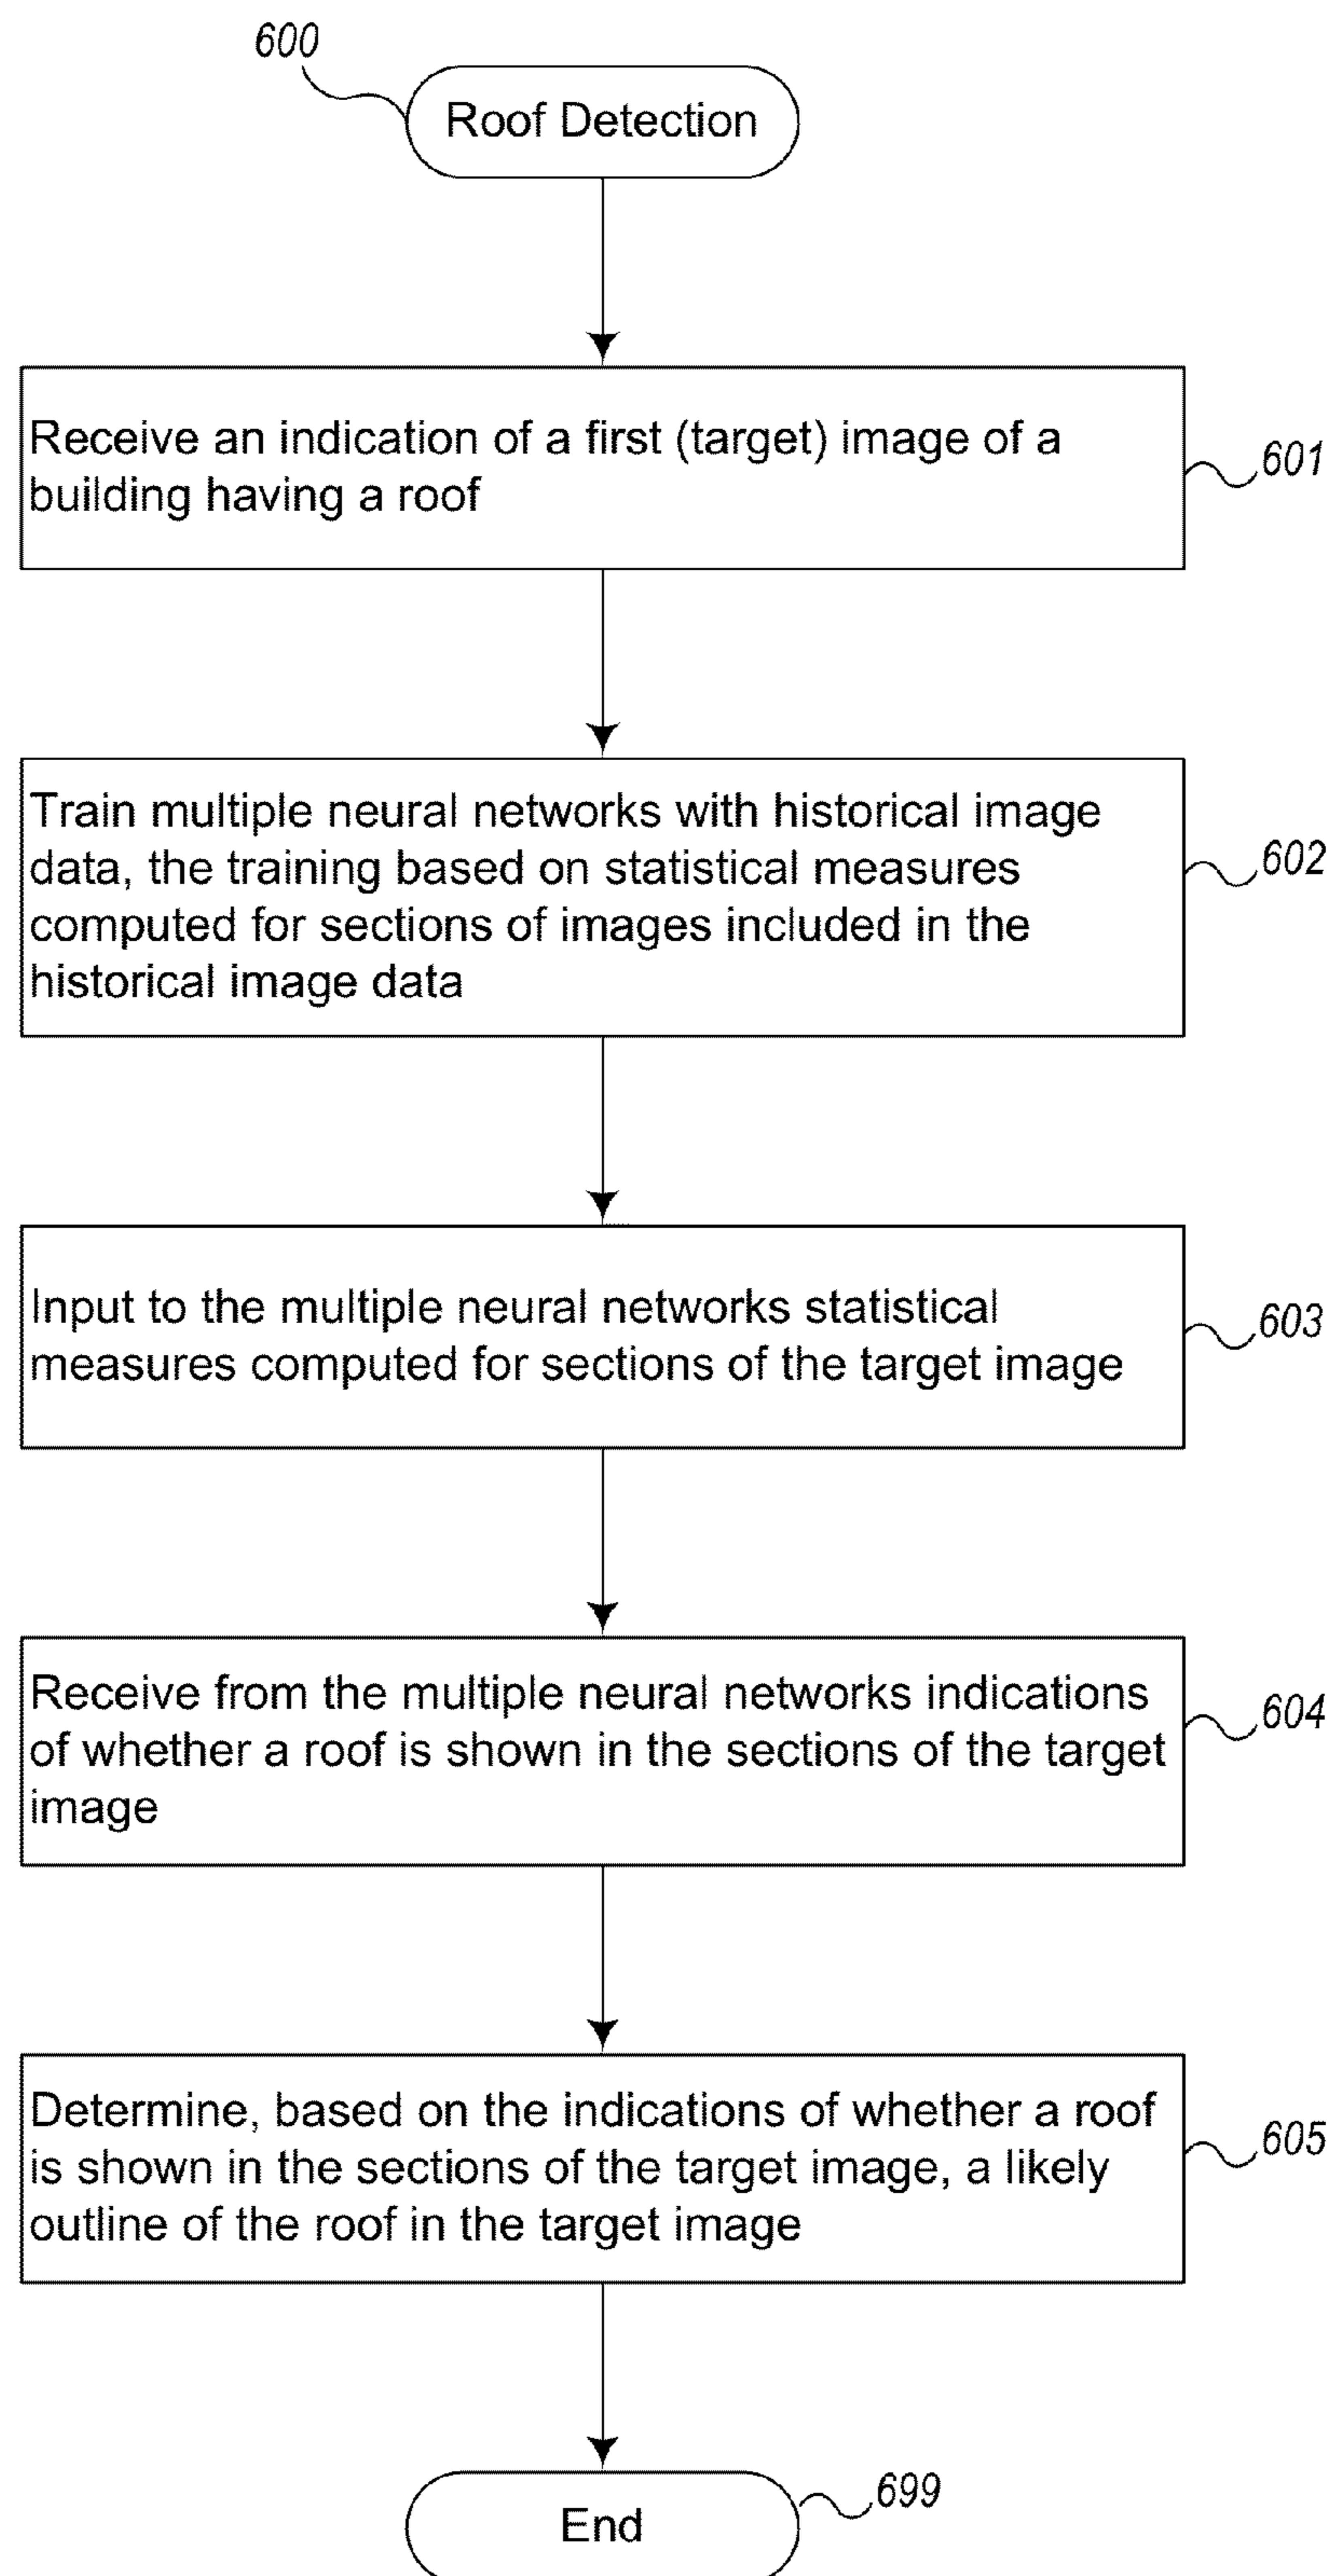 600
Roof Detection
Receive an indication of a first (target) image of a
building having a roof
601
Train multiple neural networks with historical image
data, the training based on statistical measures
computed for sections of images included in the
historical image data
602
Input to the multiple neural networks statistical
measures computed for sections of the target image
603
Receive from the multiple neural networks indications
of whether a roof is shown in the sections of the target
image
604
Determine, based on the indications of whether a roof
is shown in the sections of the target image, a likely
outline of the roof in the target image
605
End
699